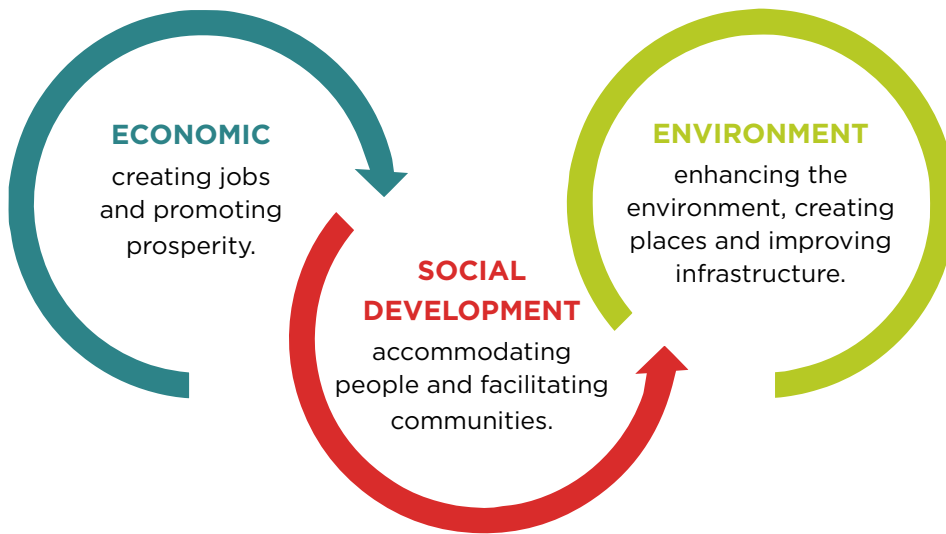 ECONOMIC
creating jobs
and promoting
prosperity.
SOCIAL
DEVELOPMENT
accommodating
people and facilitating
communities.
ENVIRONMENT
enhancing the
environment, creating
places and improving
infrastructure.